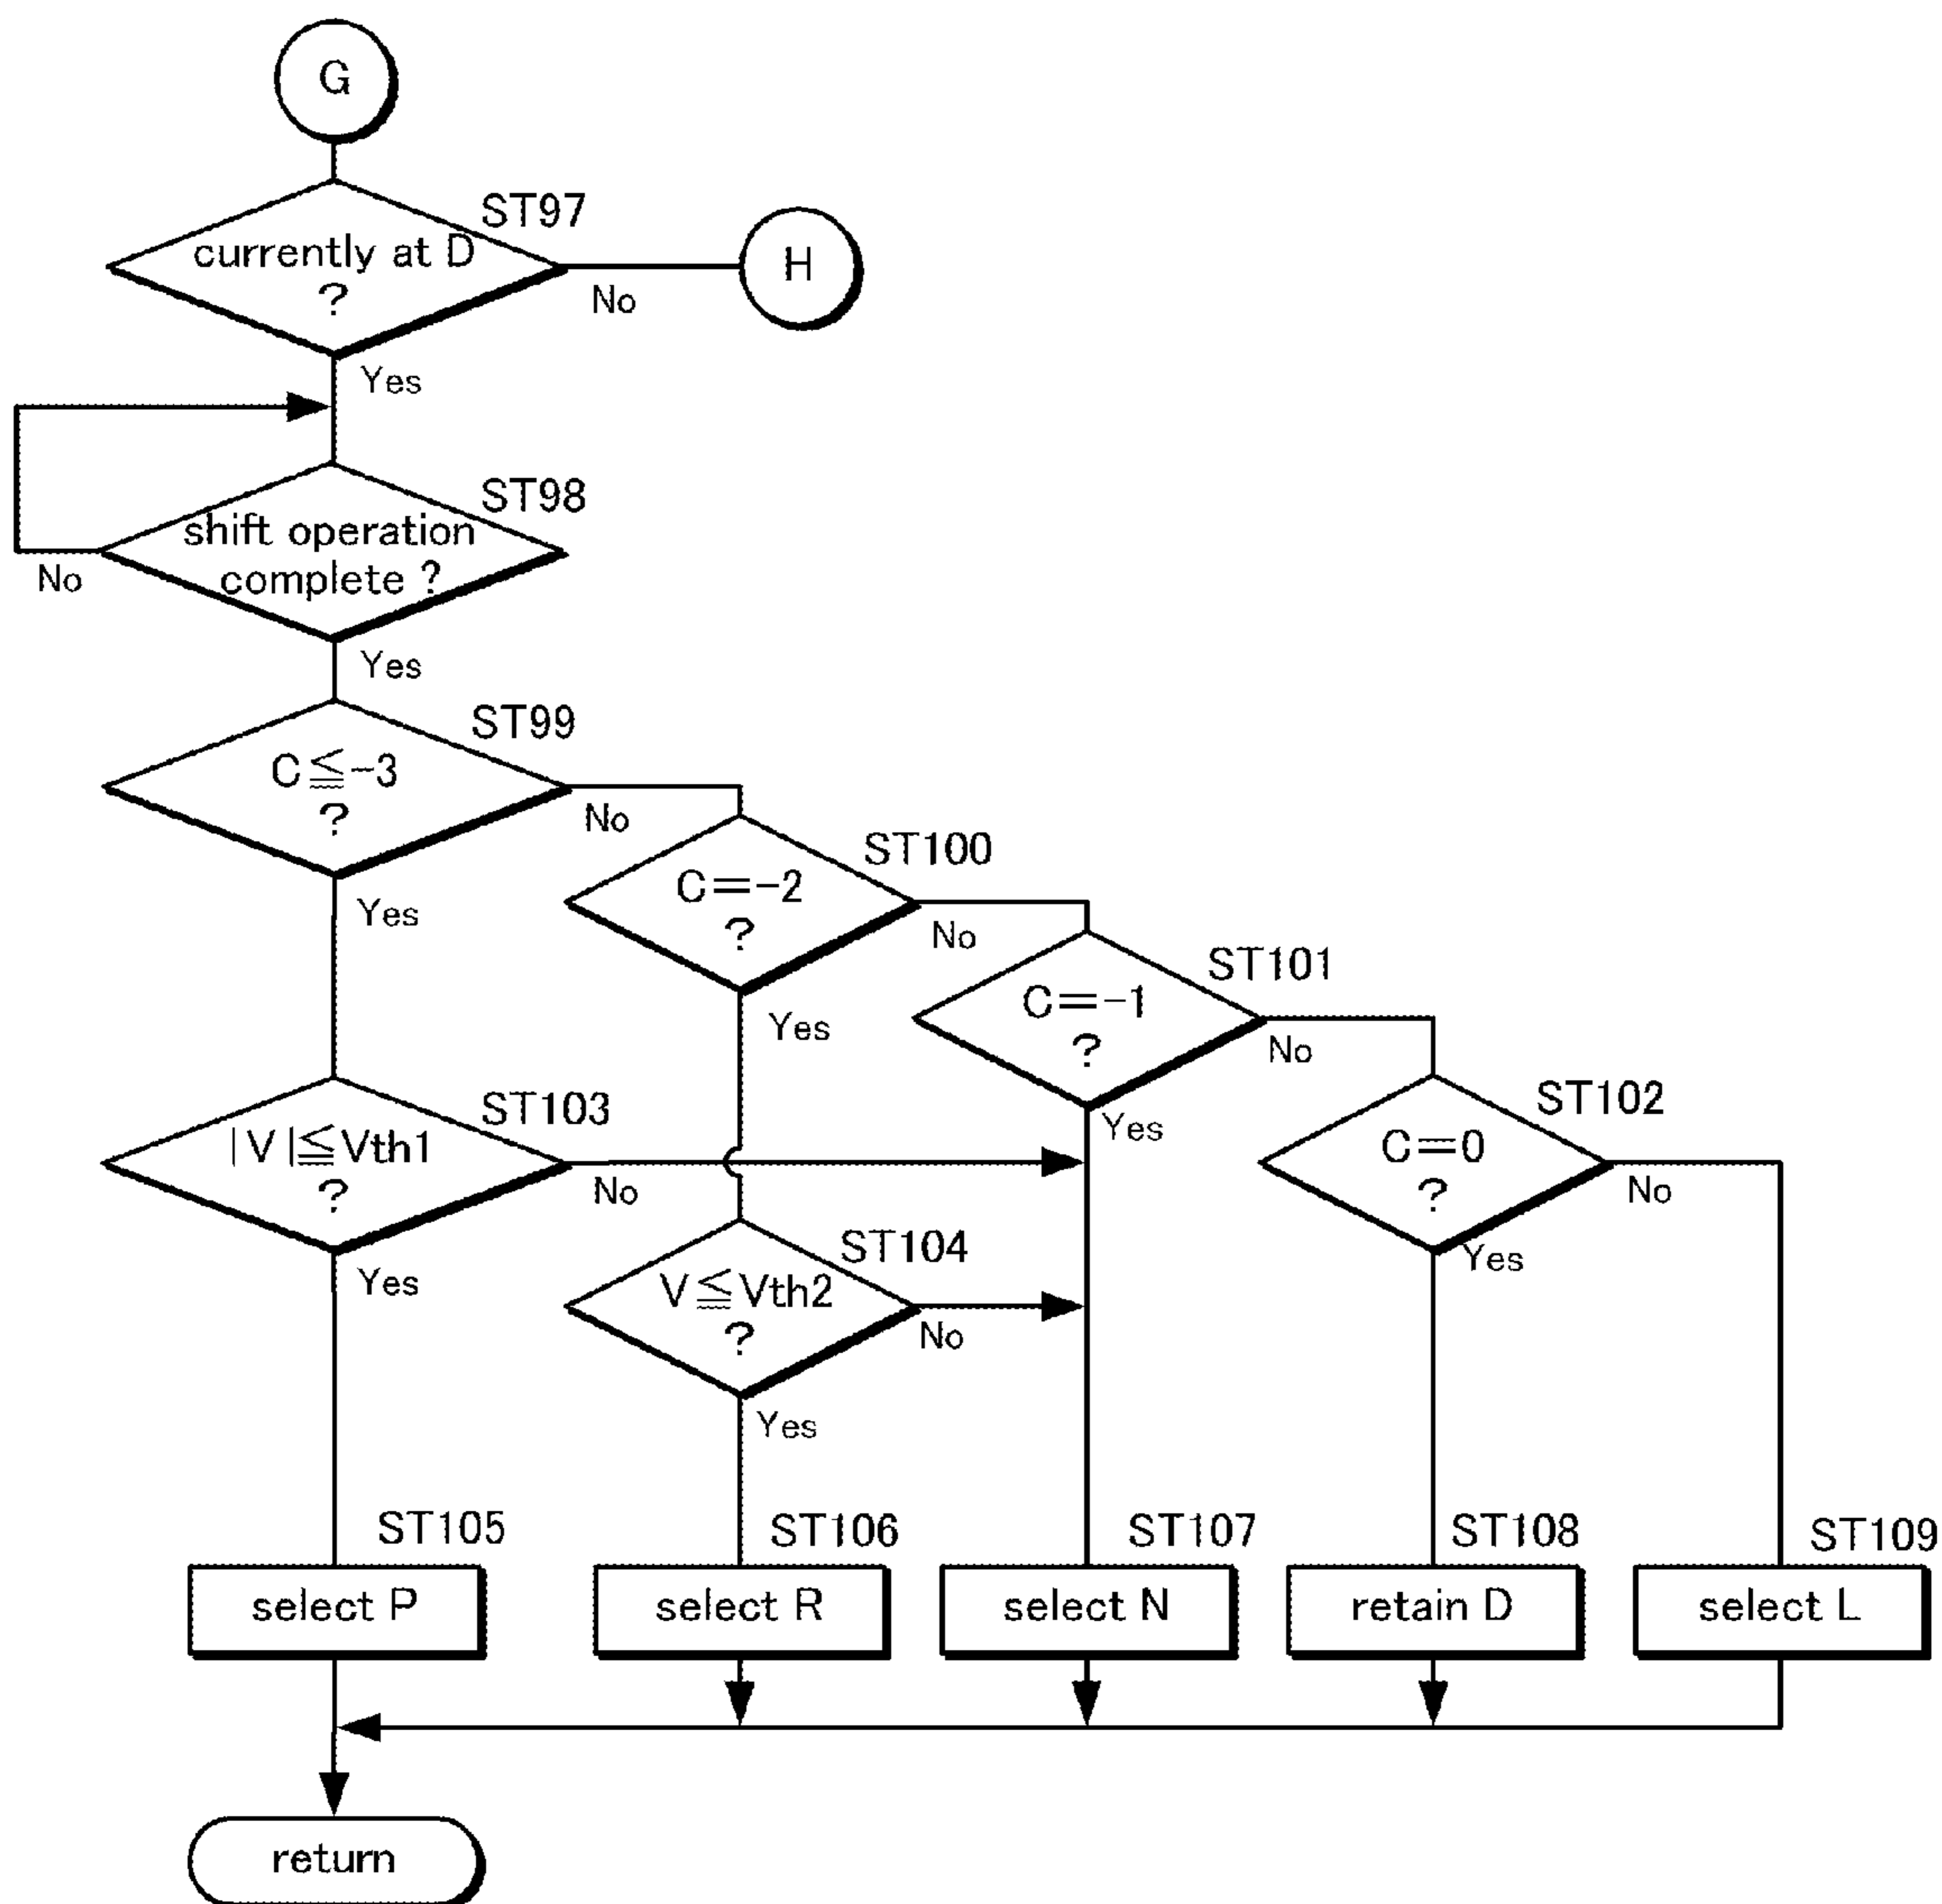 G
ST97
currently at D
?
No
H
Yes
ST98
shift operation
complete ?
No
Yes
ST99
C≦-3
?
No
Yes
ST100
C=-2
?
No
Yes
ST101
C=-1
?
No
Yes
ST102
C=0
?
No
Yes
ST103
|V|≦Vth1
?
No
Yes
ST104
V≦Vth2
?
No
Yes
ST105
select P
ST106
select R
ST107
select N
ST108
retain D
ST109
select L
return